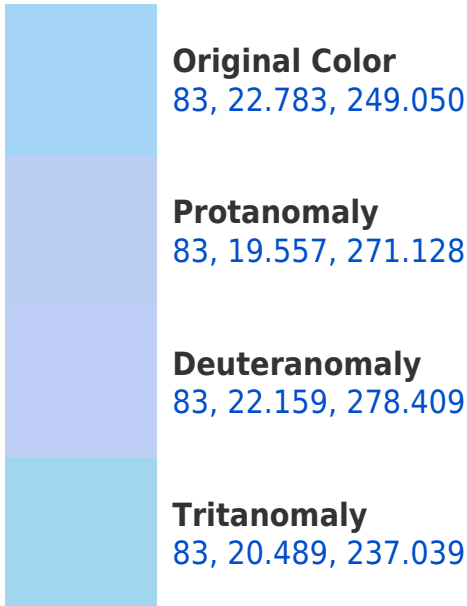 Original Color
83, 22.783, 249.050
Protanomaly
83, 19.557, 271.128
Deuteranomaly
83, 22.159, 278.409
Tritanomaly
83, 20.489, 237.039